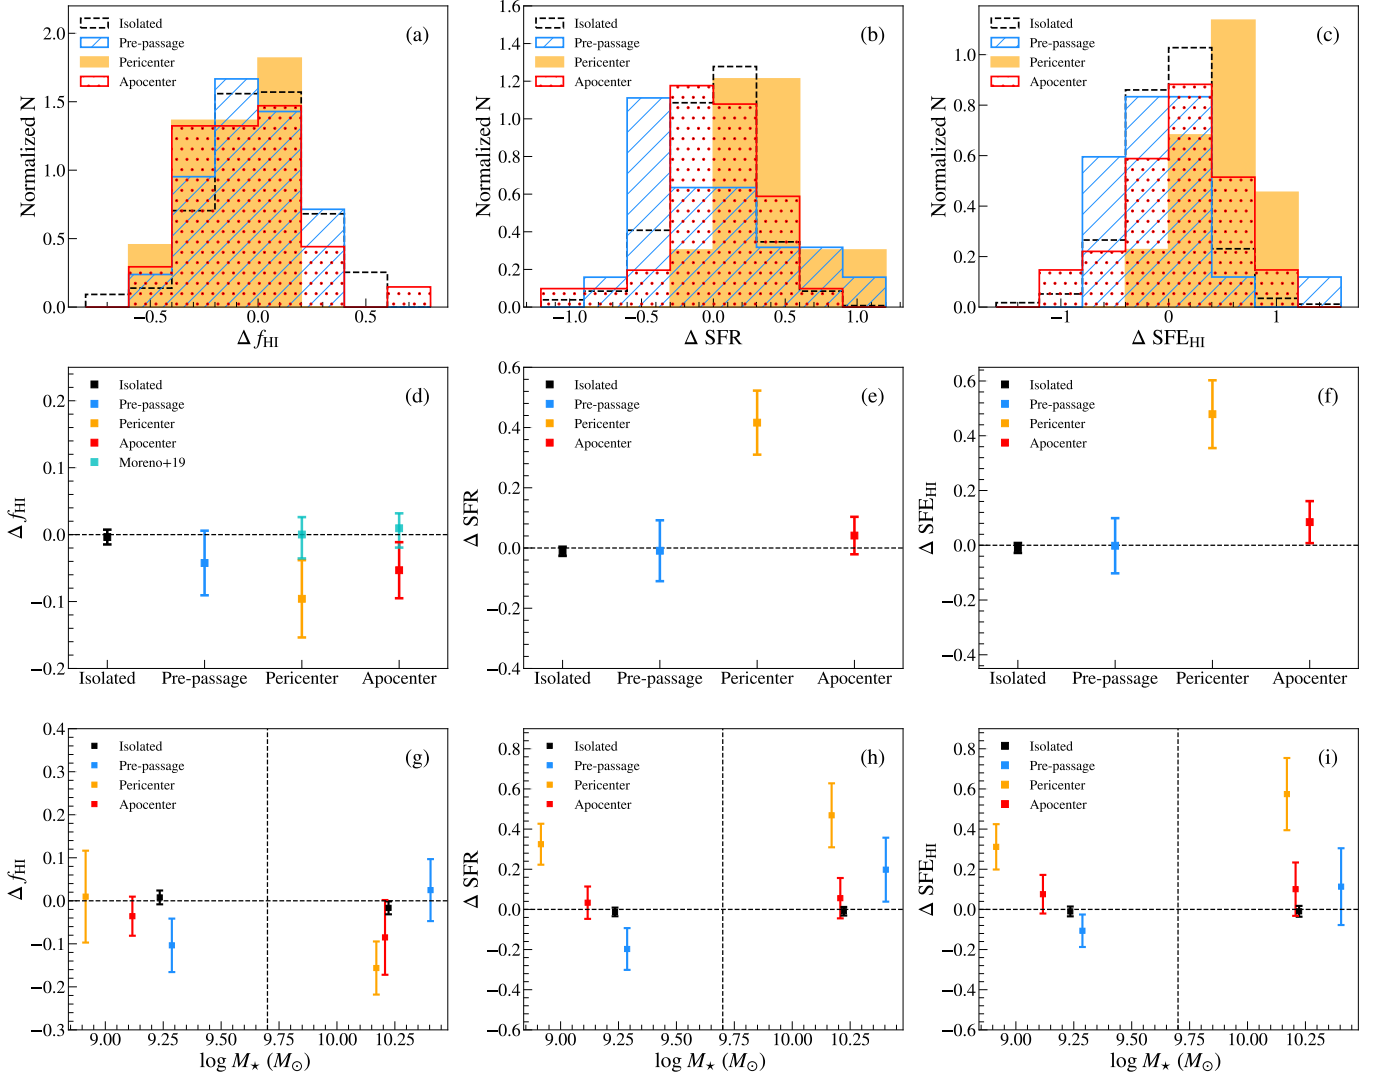 Isolated
Pre-passage
Pericenter
Apocenter
(a)
Normalized N
2.0
1.5
1.0
0.5
0.0
−0.5 0.0 0.5
Δ fHI
Isolated
Pre-passage
Pericenter
Apocenter
(b)
Normalized N
1.6
1.4
1.2
1.0
0.8
0.6
0.4
0.2
0.0
−1.0 −0.5 0.0 0.5 1.0
Δ SFR
Isolated
Pre-passage
Pericenter
Apocenter
(c)
Normalized N
1.0
0.8
0.6
0.4
0.2
0.0
−1 0 1
Δ SFEHI
Isolated
Pre-passage
Pericenter
Apocenter
Moreno+19
(d)
Δ fHI
0.2
0.1
0.0
−0.1
−0.2
Isolated Pre-passage Pericenter Apocenter
Isolated
Pre-passage
Pericenter
Apocenter
(e)
Δ SFR
0.6
0.4
0.2
0.0
−0.2
−0.4
Isolated Pre-passage Pericenter Apocenter
Isolated
Pre-passage
Pericenter
Apocenter
(f)
Δ SFEHI
0.6
0.4
0.2
0.0
−0.2
−0.4
Isolated Pre-passage Pericenter Apocenter
Isolated
Pre-passage
Pericenter
Apocenter
(g)
Δ fHI
0.4
0.3
0.2
0.1
0.0
−0.1
−0.2
−0.3
9.00 9.25 9.50 9.75 10.00 10.25
log M⋆ (M⊙)
Isolated
Pre-passage
Pericenter
Apocenter
(h)
Δ SFR
0.8
0.6
0.4
0.2
0.0
−0.2
−0.4
−0.6
9.00 9.25 9.50 9.75 10.00 10.25
log M⋆ (M⊙)
Isolated
Pre-passage
Pericenter
Apocenter
(i)
Δ SFEHI
0.8
0.6
0.4
0.2
0.0
−0.2
−0.4
−0.6
9.00 9.25 9.50 9.75 10.00 10.25
log M⋆ (M⊙)